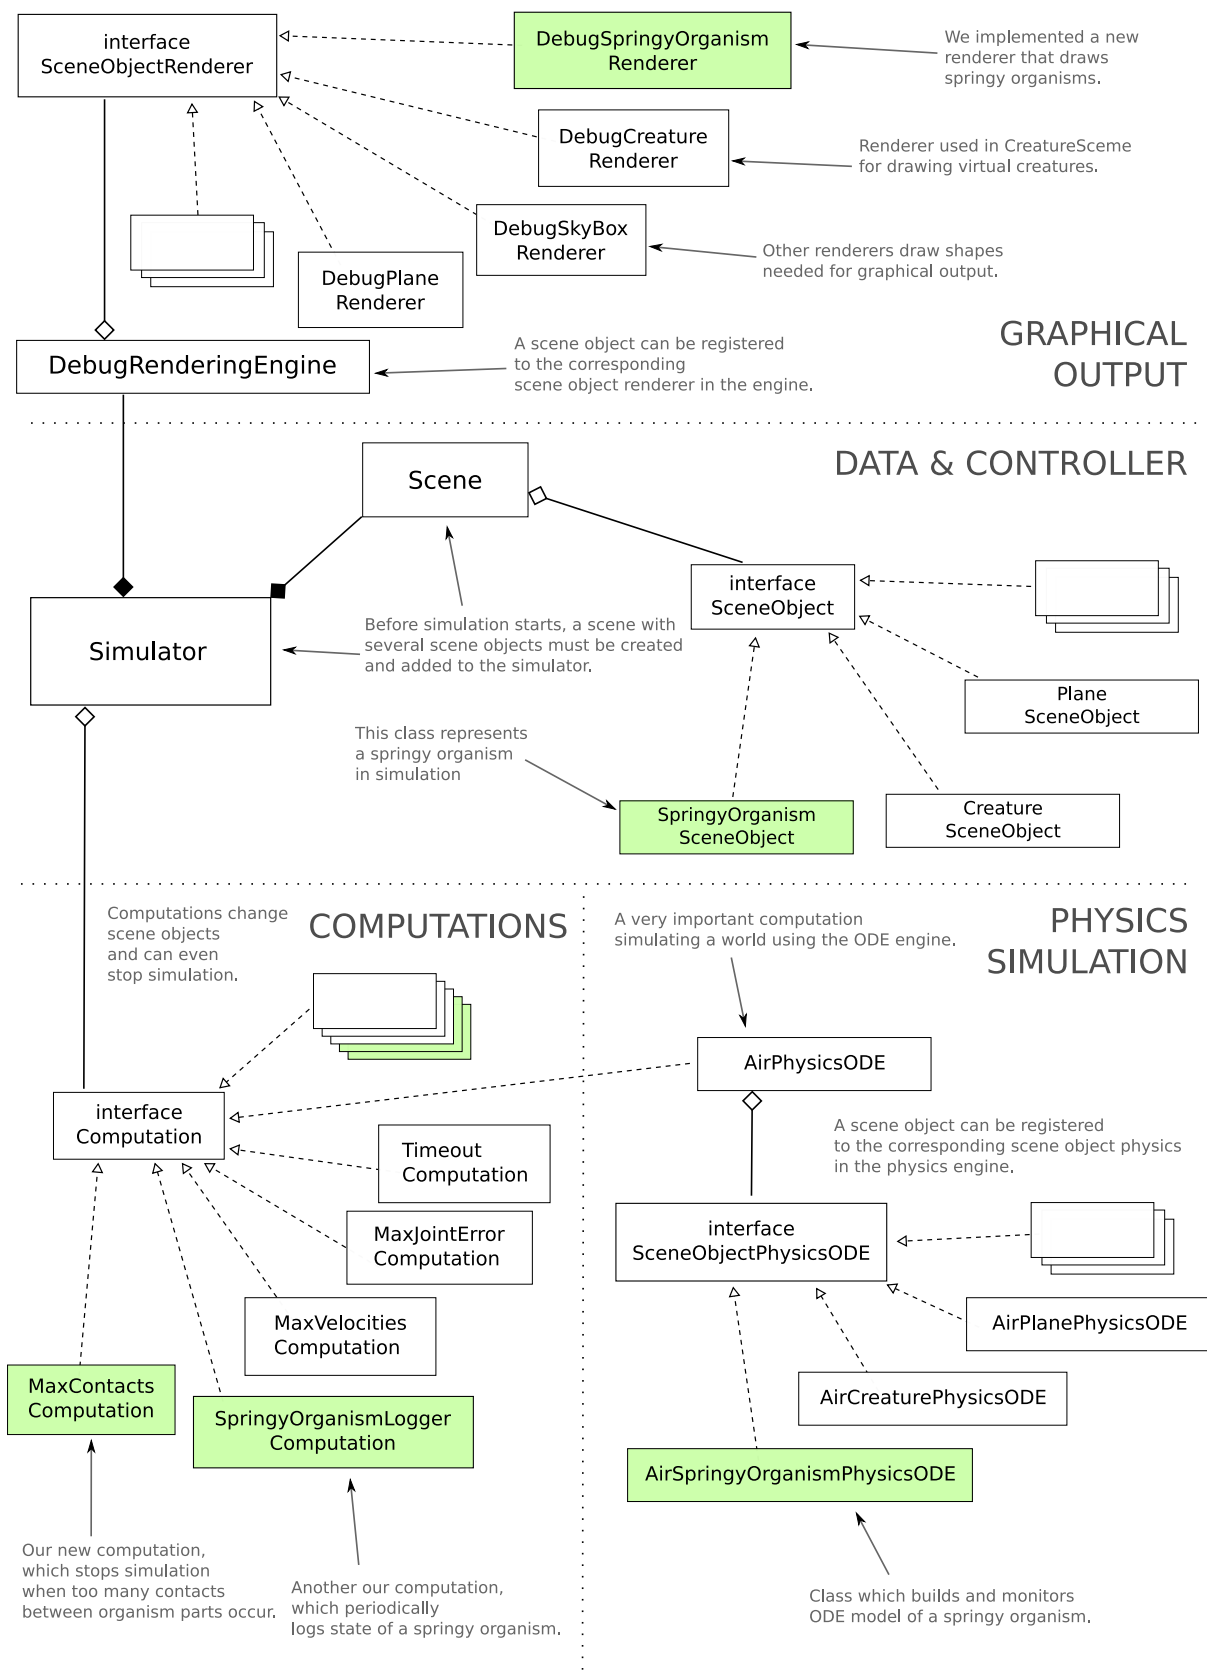 interface
SceneObjectRenderer
DebugSpringyOrganism
Renderer
We implemented a new
renderer that draws
springy organisms.
DebugCreature
Renderer
Renderer used in CreatureSceme
for drawing virtual creatures.
DebugSkyBox
Renderer
Other renderers draw shapes
needed for graphical output.
DebugPlane
Renderer
GRAPHICAL
OUTPUT
DebugRenderingEngine
A scene object can be registered
to the corresponding
scene object renderer in the engine.
DATA & CONTROLLER
Scene
interface
SceneObject
Simulator
Before simulation starts, a scene with
several scene objects must be created
and added to the simulator.
Plane
SceneObject
This class represents
a springy organism
in simulation
SpringyOrganism
SceneObject
Creature
SceneObject
Computations change
scene objects
and can even
stop simulation.
COMPUTATIONS
A very important computation
simulating a world using the ODE engine.
PHYSICS
SIMULATION
AirPhysicsODE
interface
Computation
A scene object can be registered
to the corresponding scene object physics
in the physics engine.
Timeout
Computation
MaxJointError
Computation
interface
SceneObjectPhysicsODE
MaxVelocities
Computation
AirPlanePhysicsODE
MaxContacts
Computation
SpringyOrganismLogger
Computation
AirCreaturePhysicsODE
AirSpringyOrganismPhysicsODE
Our new computation,
which stops simulation
when too many contacts
between organism parts occur.
Another our computation,
which periodically
logs state of a springy organism.
Class which builds and monitors
ODE model of a springy organism.